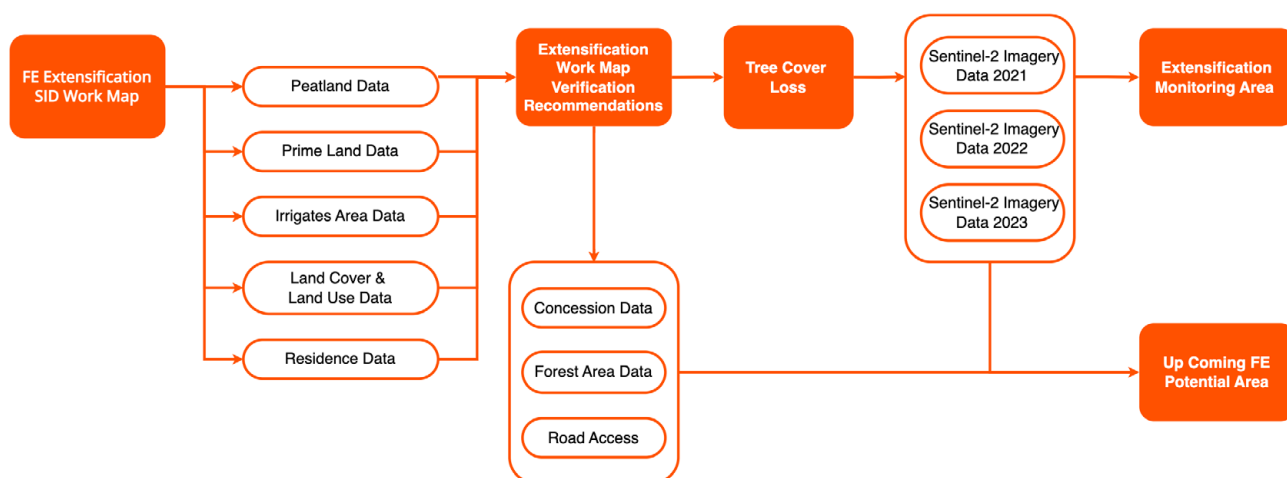 FE Extensification
SID Work Map
Peatland Data
Prime Land Data
Irrigates Area Data
Land Cover &
Land Use Data
Residence Data
Extensification
Work Map
Verification
Recommendations
Concession Data
Forest Area Data
Road Access
Tree Cover
Loss
Sentinel-2 Imagery
Data 2021
Sentinel-2 Imagery
Data 2022
Sentinel-2 Imagery
Data 2023
Extensification
Monitoring Area
Up Coming FE
Potential Area